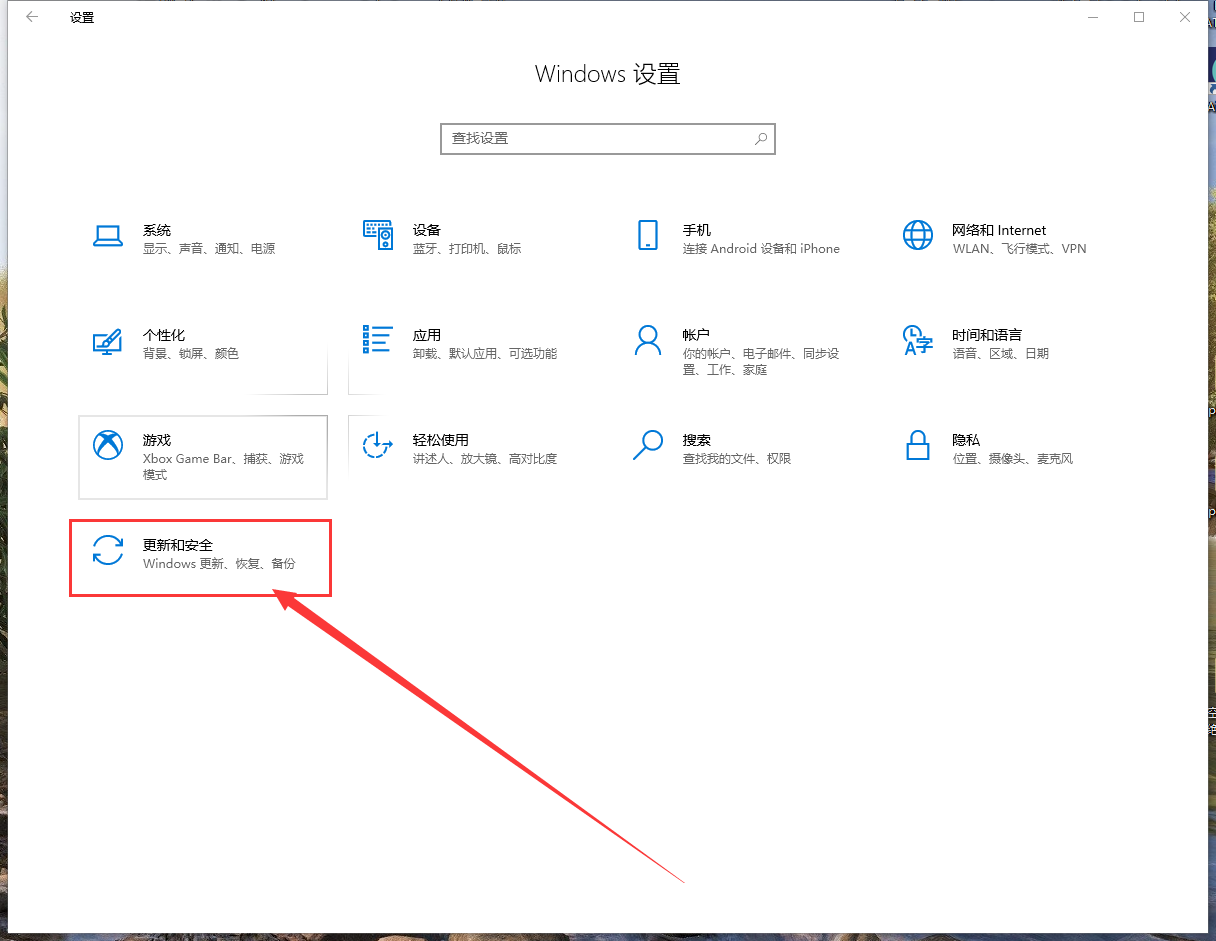 设置
Windows 设置
查找设置
系统
显示、声音、通知、电源
设备
蓝牙、打印机、鼠标
手机
连接 Android 设备和 iPhone
网络和 Internet
WLAN、飞行模式、VPN
个性化
背景、锁屏、颜色
应用
卸载、默认应用、可选功能
帐户
你的帐户、电子邮件、同步设
置、工作、家庭
时间和语言
语音、区域、日期
游戏
Xbox Game Bar、捕获、游戏
模式
轻松使用
讲述人、放大镜、高对比度
搜索
查找我的文件、权限
隐私
位置、摄像头、麦克风
更新和安全
Windows 更新、恢复、备份